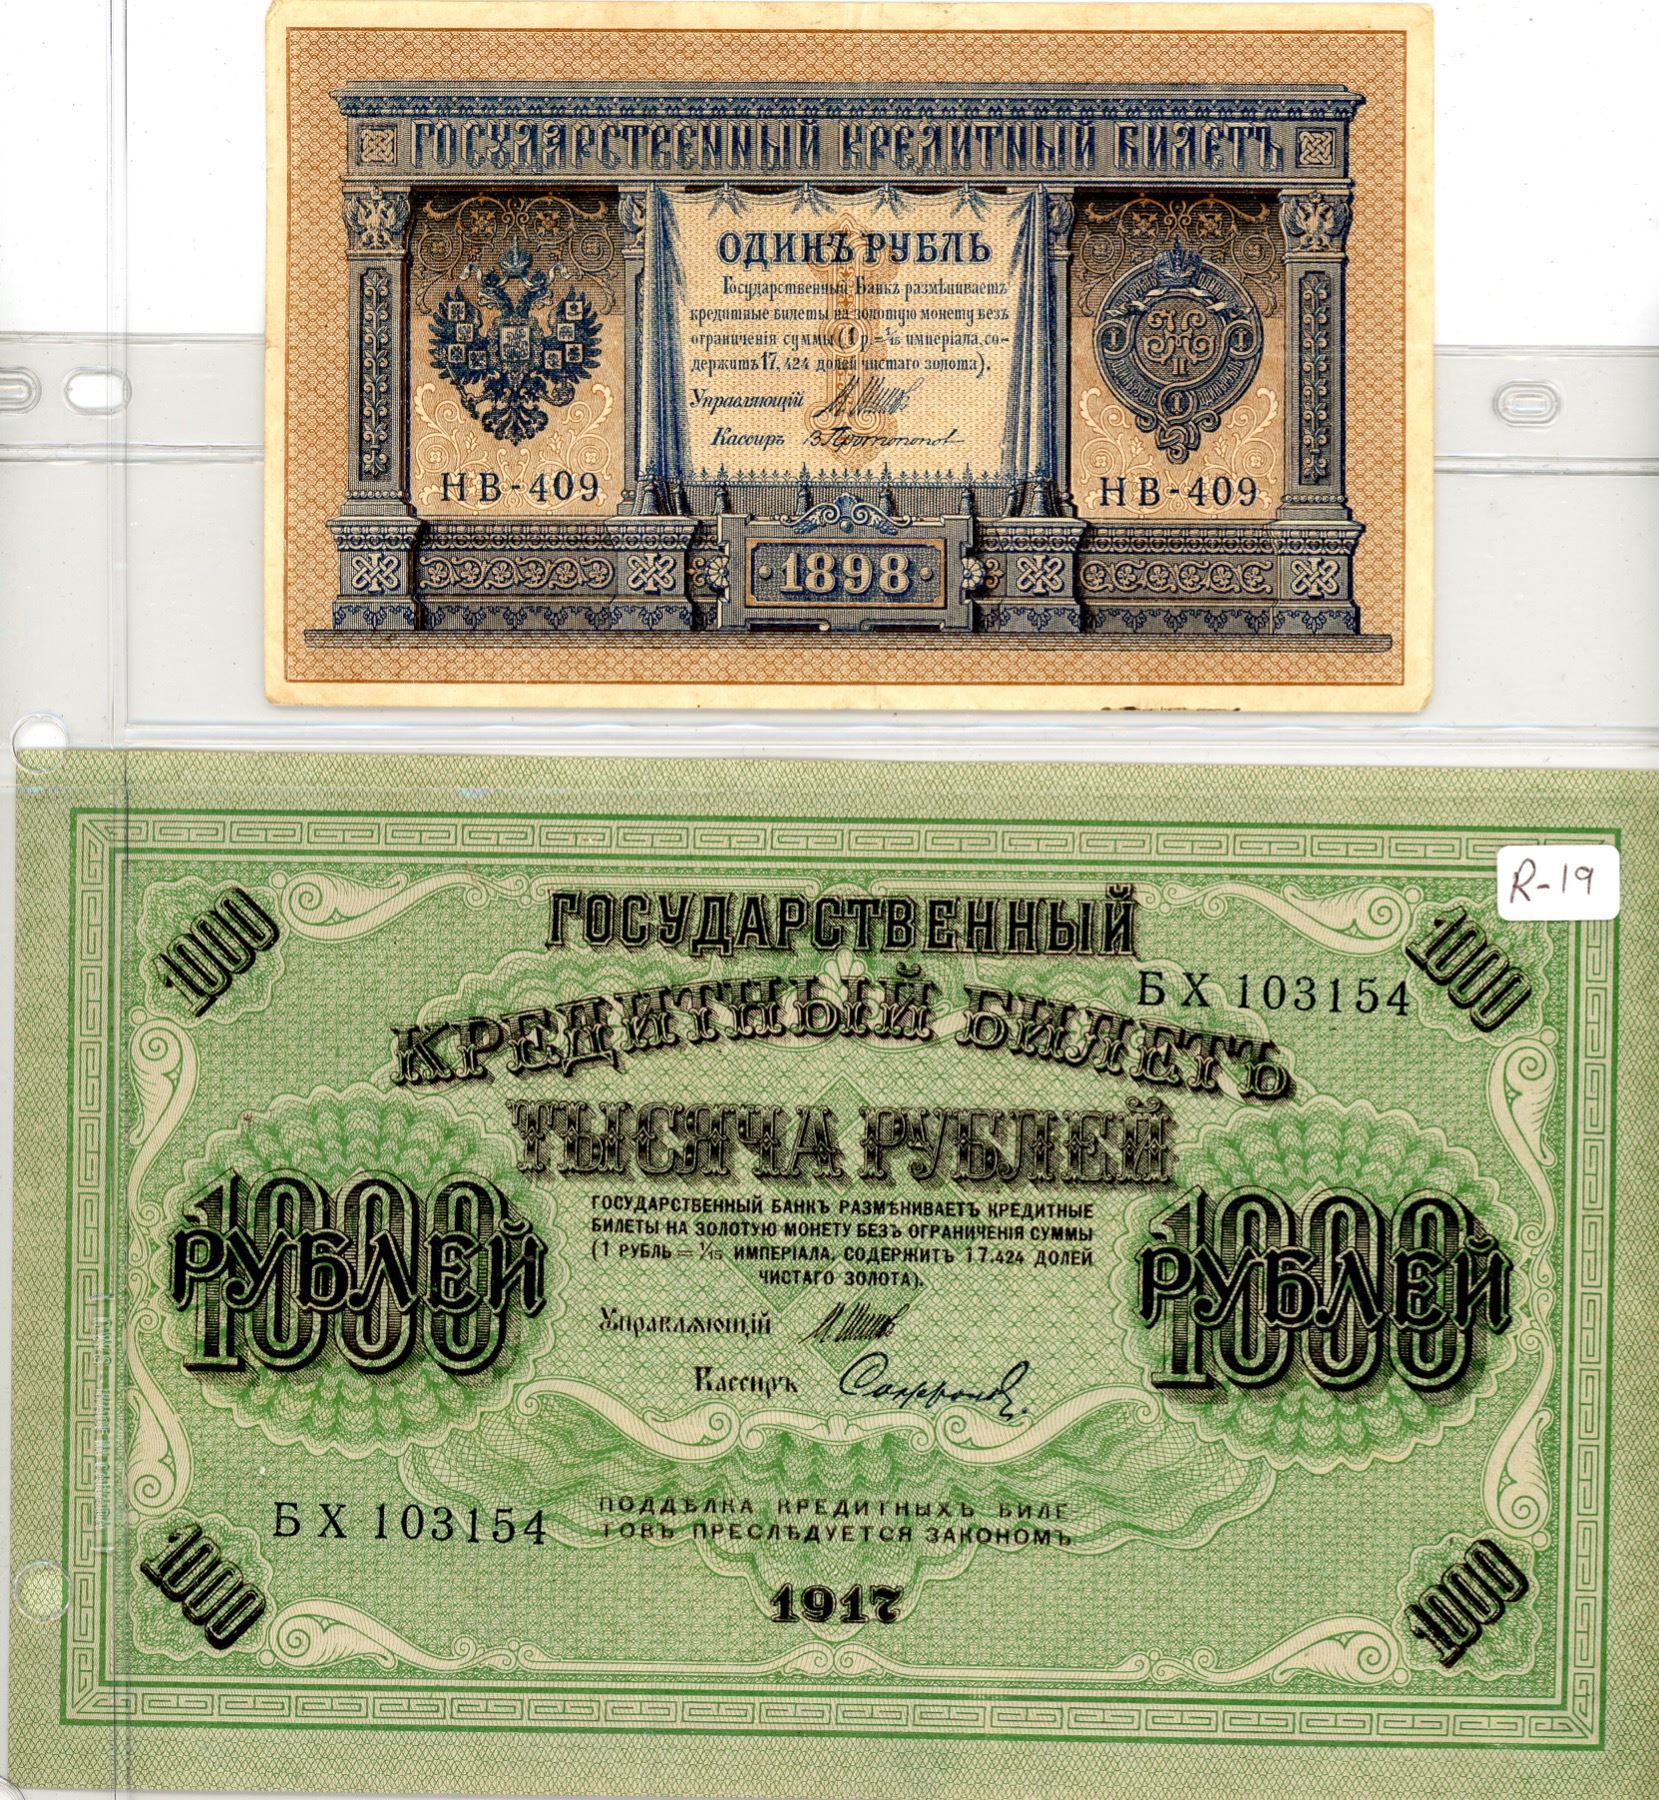 ГОСУДАРСТВЕННЫЙ КРЕДИТНЫЙ БИЛЕТЪ
ОДИНЪ РУБЛЬ
Государственный Банкъ размѣниваетъ
кредитные билеты на золотую монету безъ
ограниченія суммы (1 р. = 1/15 имперіала, со-
держитъ 17,424 долей чистаго золота).
Управляющій И Шипов
Кассиръ В Протопопов
НВ-409
НВ-409
1898
R-19
1000
1000
ГОСУДАРСТВЕННЫЙ
БХ 103154
КРЕДИТНЫЙ БИЛЕТЪ
ТЫСЯЧА РУБЛЕЙ
1000 РУБЛЕЙ
1000 РУБЛЕЙ
ГОСУДАРСТВЕННЫЙ БАНКЪ РАЗМѢНИВАЕТЪ КРЕДИТНЫЕ
БИЛЕТЫ НА ЗОЛОТУЮ МОНЕТУ БЕЗЪ ОГРАНИЧЕНІЯ СУММЫ
(1 РУБЛЬ = 1/15 ИМПЕРІАЛА, СОДЕРЖИТЪ 17.424 ДОЛЕЙ
ЧИСТАГО ЗОЛОТА).
Управляющій И Шипов
Кассиръ Сафронов
БХ 103154
ПОДДѢЛКА КРЕДИТНЫХЪ БИЛЕ
ТОВЪ ПРЕСЛѢДУЕТСЯ ЗАКОНОМЪ
1917
1000
1000